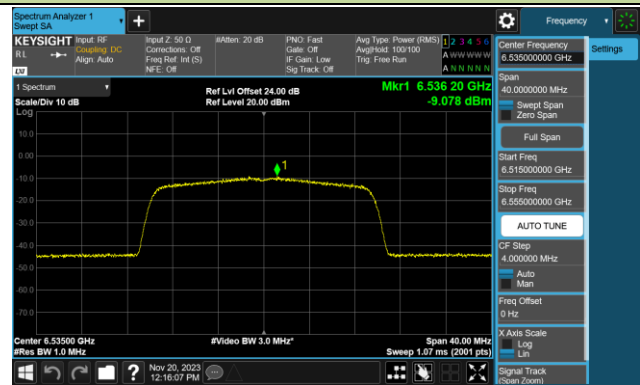 Spectrum Analyzer 1
Swept SA
Frequency
KEYSIGHT
RL
LXI
Input: RF
Coupling: DC
Align: Auto
Input Z: 50 Ω
Corrections: Off
Freq Ref: Int (S)
NFE: Off
#Atten: 20 dB
PNO: Fast
Gate: Off
IF Gain: Low
Sig Track: Off
Avg Type: Power (RMS)
Avg|Hold: 100/100
Trig: Free Run
1 2 3 4 5 6
A W W W W W
A N N N N N
1 Spectrum
Scale/Div 10 dB
Log
Ref Lvl Offset 24.00 dB
Ref Level 20.00 dBm
Mkr1 6.536 20 GHz
-9.078 dBm
10.0
0.00
-10.0
-20.0
-30.0
-40.0
-50.0
-60.0
-70.0
1
Center 6.53500 GHz
#Res BW 1.0 MHz
#Video BW 3.0 MHz*
Span 40.00 MHz
Sweep 1.07 ms (2001 pts)
Nov 20, 2023
12:16:07 PM
Center Frequency
6.535000000 GHz
Span
40.0000000 MHz
Swept Span
Zero Span
Full Span
Start Freq
6.515000000 GHz
Stop Freq
6.555000000 GHz
AUTO TUNE
CF Step
4.000000 MHz
Auto
Man
Freq Offset
0 Hz
X Axis Scale
Log
Lin
Signal Track
(Span Zoom)
Settings